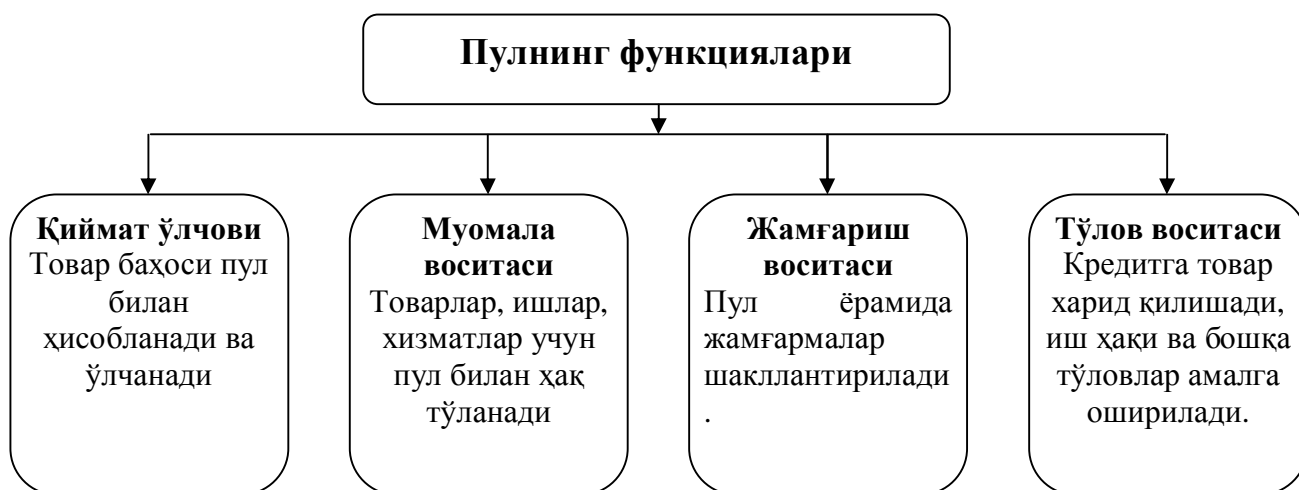 Пулнинг функциялари
Қиймат ўлчови
Товар баҳоси пул
билан
ҳисобланади ва
ўлчанади
Муомала
воситаси
Товарлар, ишлар,
хизматлар учун
пул билан ҳақ
тўланади
Жамғариш
воситаси
Пул ёрамида
жамғармалар
шакллантирилади
.
Тўлов воситаси
Кредитга товар
харид қилишади,
иш ҳақи ва бошқа
тўловлар амалга
оширилади.